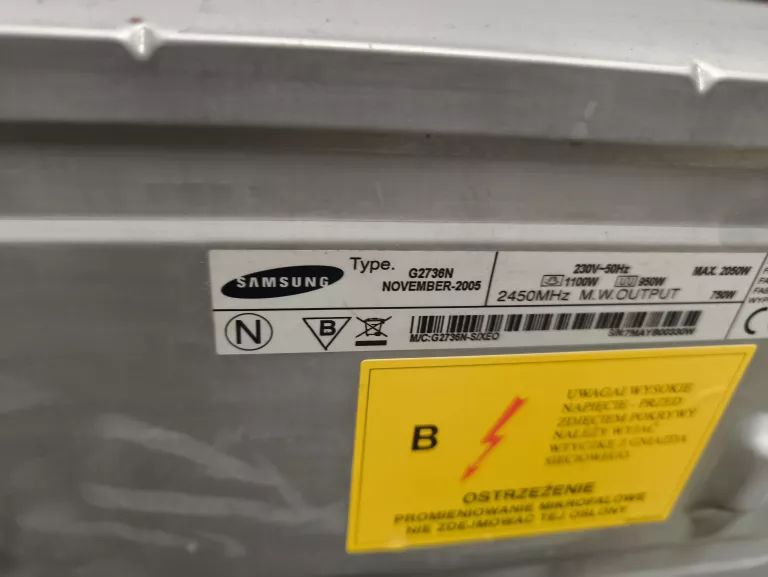 SAMSUNG
Type. G2736N
NOVEMBER-2005
230V~50Hz
MAX. 2050W
1100W 950W
2450MHz M.W.OUTPUT 750W
N
B
M/C:G2736N-S/XEO
B
UWAGA! WYSOKIE
NAPIĘCIE - PRZED
ZDJĘCIEM POKRYWY
NALEŻY WYJĄĆ
WTYCZKĘ Z GNIAZDA
SIECIOWEGO.
OSTRZEŻENIE
PROMIENIOWANIE MIKROFALOWE
NIE ZDEJMOWAĆ TEJ OSŁONY